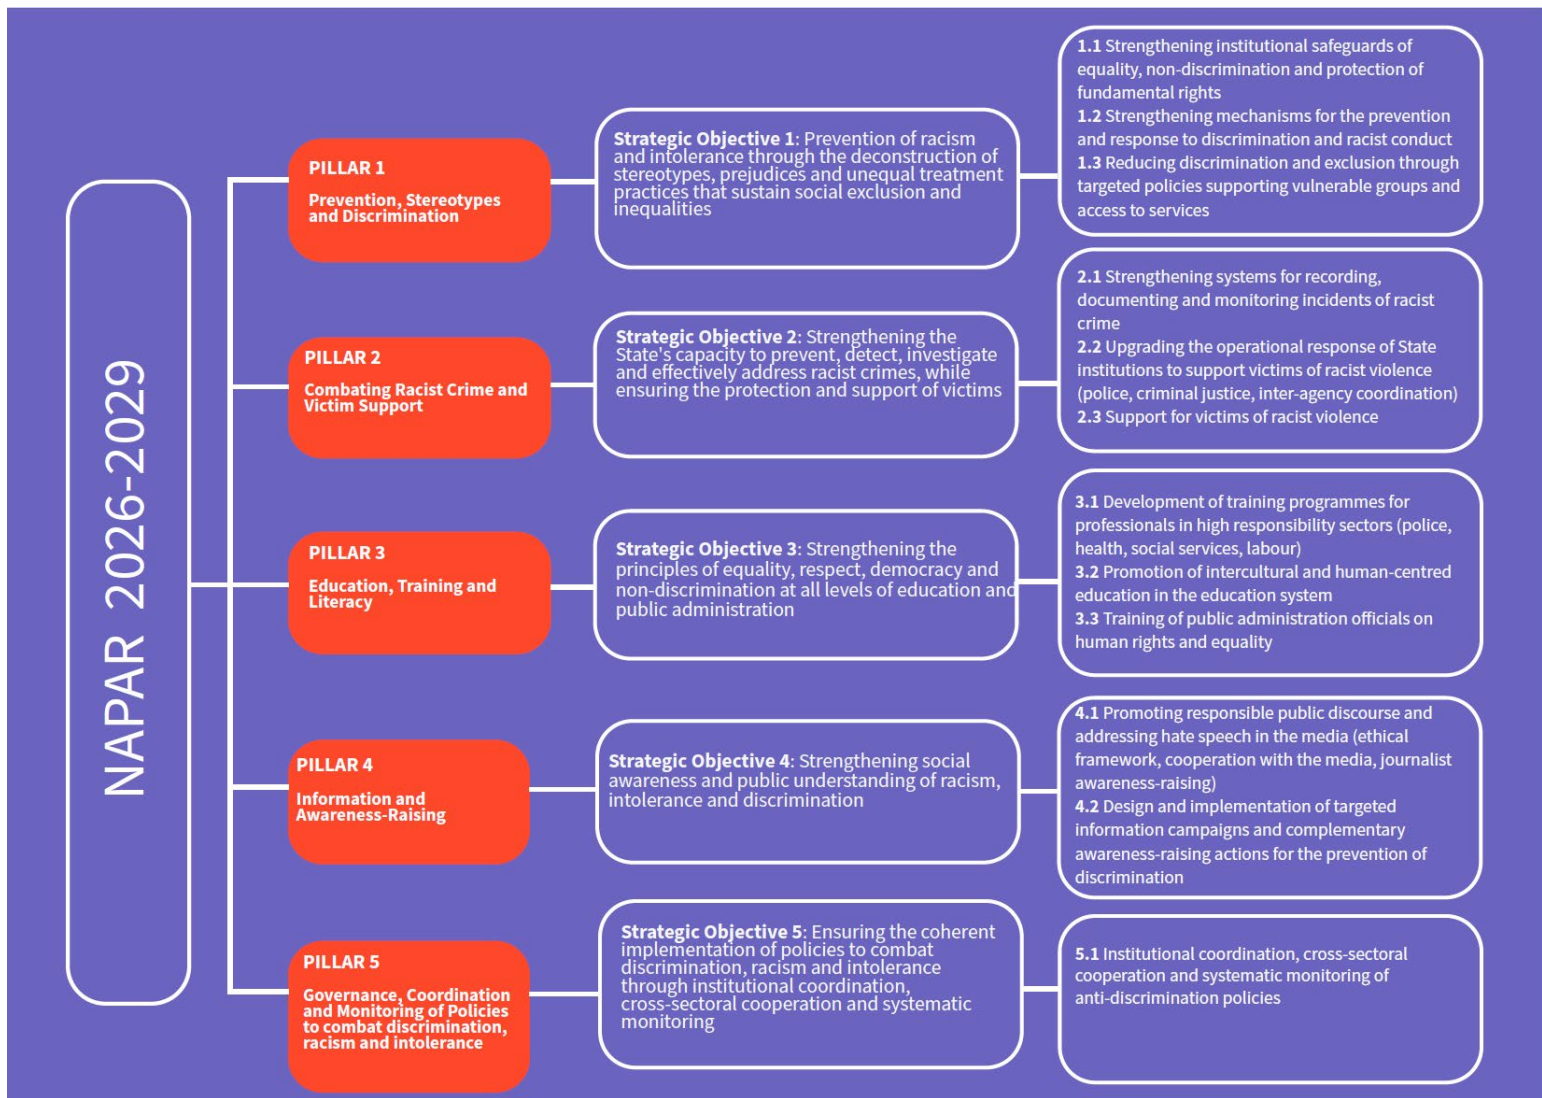 NAPAR 2026-2029
PILLAR 1
Prevention, Stereotypes
and Discrimination
Strategic Objective 1: Prevention of racism
and intolerance through the deconstruction of
stereotypes, prejudices and unequal treatment
practices that sustain social exclusion and
inequalities
1.1 Strengthening institutional safeguards of
equality, non-discrimination and protection of
fundamental rights
1.2 Strengthening mechanisms for the prevention
and response to discrimination and racist conduct
1.3 Reducing discrimination and exclusion through
targeted policies supporting vulnerable groups and
access to services
PILLAR 2
Combating Racist Crime and
Victim Support
Strategic Objective 2: Strengthening the
State's capacity to prevent, detect, investigate
and effectively address racist crimes, while
ensuring the protection and support of victims
2.1 Strengthening systems for recording,
documenting and monitoring incidents of racist
crime
2.2 Upgrading the operational response of State
institutions to support victims of racist violence
(police, criminal justice, inter-agency coordination)
2.3 Support for victims of racist violence
PILLAR 3
Education, Training and
Literacy
Strategic Objective 3: Strengthening the
principles of equality, respect, democracy and
non-discrimination at all levels of education and
public administration
3.1 Development of training programmes for
professionals in high responsibility sectors (police,
health, social services, labour)
3.2 Promotion of intercultural and human-centred
education in the education system
3.3 Training of public administration officials on
human rights and equality
PILLAR 4
Information and
Awareness-Raising
Strategic Objective 4: Strengthening social
awareness and public understanding of racism,
intolerance and discrimination
4.1 Promoting responsible public discourse and
addressing hate speech in the media (ethical
framework, cooperation with the media, journalist
awareness-raising)
4.2 Design and implementation of targeted
information campaigns and complementary
awareness-raising actions for the prevention of
discrimination
PILLAR 5
Governance, Coordination
and Monitoring of Policies
to combat discrimination,
racism and intolerance
Strategic Objective 5: Ensuring the coherent
implementation of policies to combat
discrimination, racism and intolerance
through institutional coordination,
cross-sectoral cooperation and systematic
monitoring
5.1 Institutional coordination, cross-sectoral
cooperation and systematic monitoring of
anti-discrimination policies